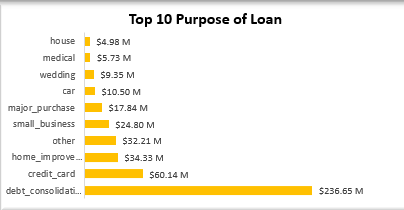 Top 10 Purpose of Loan
house $4.98 M
medical $5.73 M
wedding $9.35 M
car $10.50 M
major_purchase $17.84 M
small_business $24.80 M
other $32.21 M
home_improve... $34.33 M
credit_card $60.14 M
debt_consolidati... $236.65 M